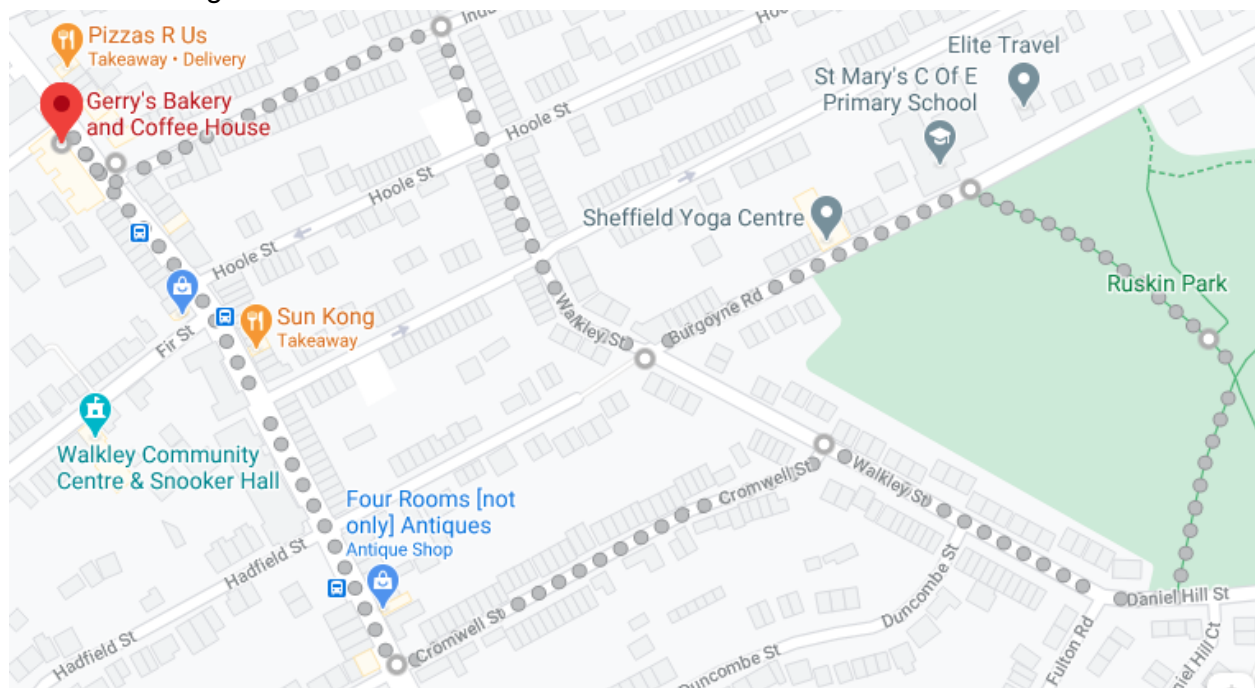 Pizzas R Us
Takeaway • Delivery
Gerry's Bakery
and Coffee House
Elite Travel
St Mary's C Of E
Primary School
Hoole St
Hoole St
Hoole St
Sheffield Yoga Centre
Ruskin Park
Sun Kong
Takeaway
Fir St
Walkley St
Burgoyne Rd
Walkley Community
Centre & Snooker Hall
Four Rooms [not
only] Antiques
Antique Shop
Cromwell St
Walkley St
Hadfield St
Hadfield St
Cromwell St
Duncombe St
Duncombe St
Daniel Hill St
Fulton Rd
niel Hill Ct